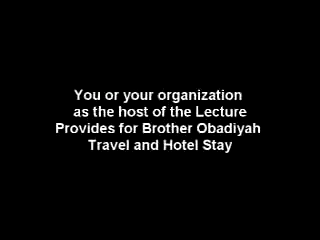 You or your organization
as the host of the Lecture
Provides for Brother Obadiyah
Travel and Hotel Stay